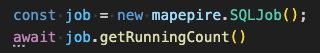 const job = new mapepire.SQLJob();
await job.getRunningCount()